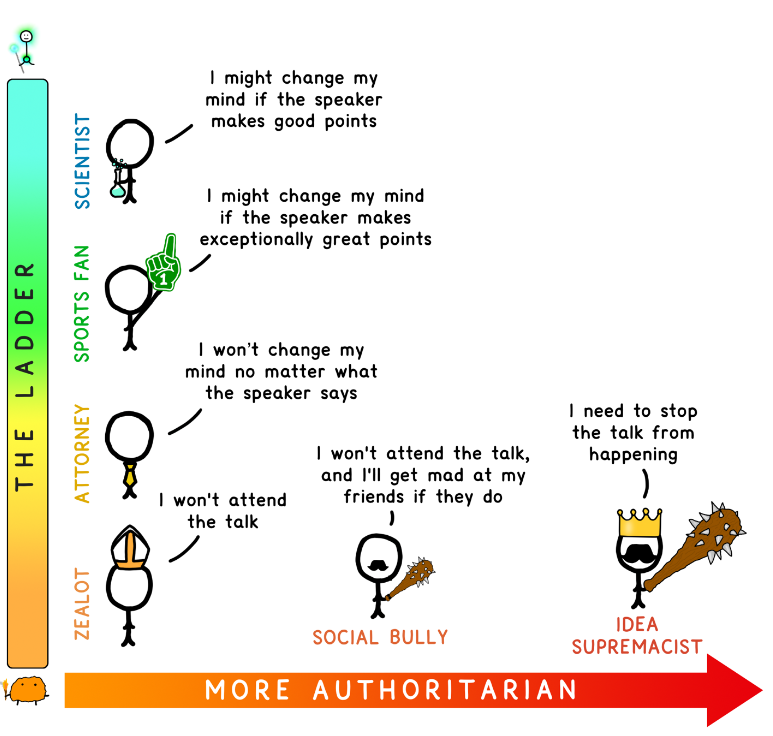 THE LADDER
SCIENTIST
I might change my
mind if the speaker
makes good points
SPORTS FAN
I might change my mind
if the speaker makes
exceptionally great points
1
ATTORNEY
I won't change my
mind no matter what
the speaker says
ZEALOT
I won't attend
the talk
I won't attend the talk,
and I'll get mad at my
friends if they do
SOCIAL BULLY
I need to stop
the talk from
happening
IDEA
SUPREMACIST
MORE AUTHORITARIAN